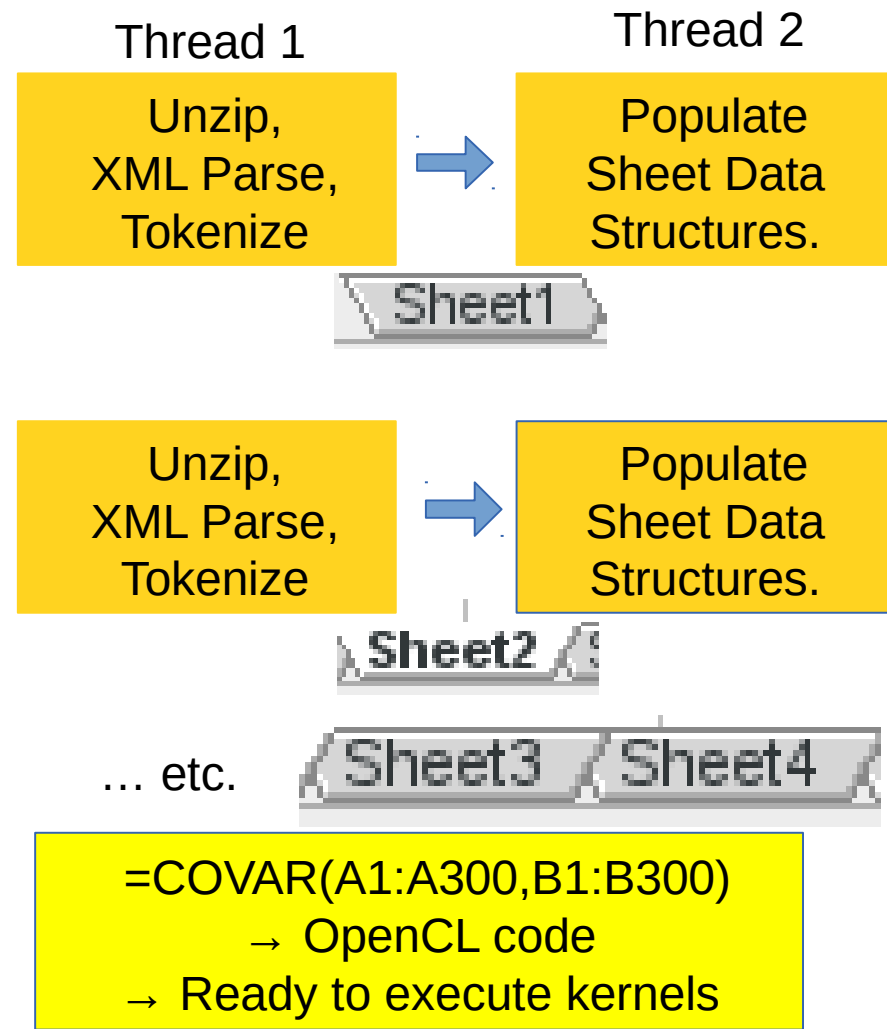 Thread 1
Thread 2
Unzip,
XML Parse,
Tokenize
Populate
Sheet Data
Structures.
Sheet1
Unzip,
XML Parse,
Tokenize
Populate
Sheet Data
Structures.
Sheet2
... etc.
Sheet3
Sheet4
=COVAR(A1:A300,B1:B300)
→ OpenCL code
→ Ready to execute kernels